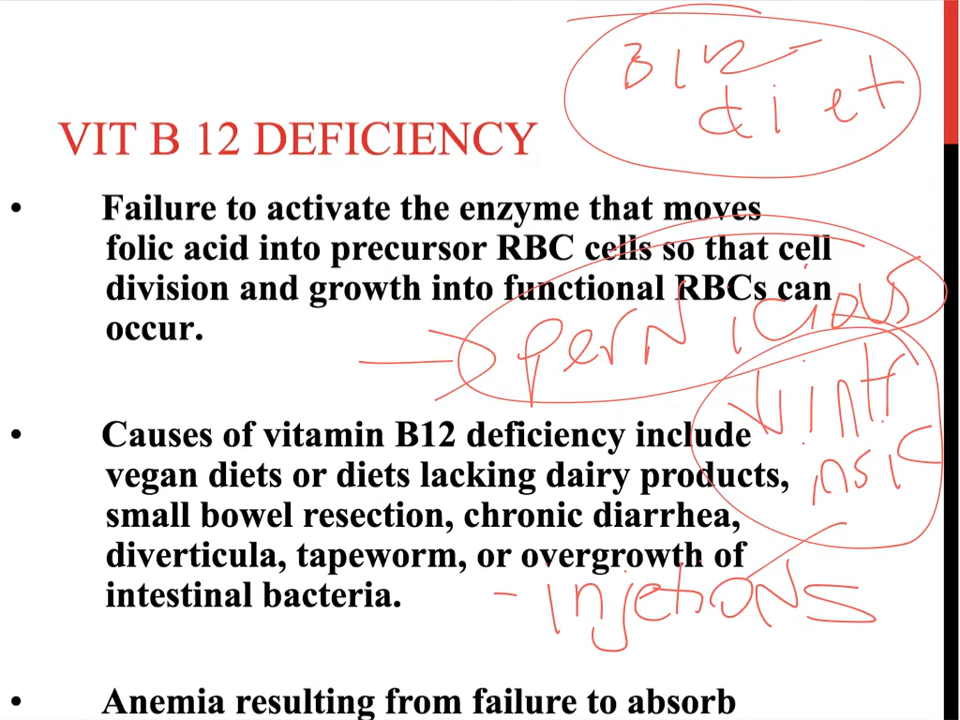 B12
diet
VIT B 12 DEFICIENCY
• Failure to activate the enzyme that moves
folic acid into precursor RBC cells so that cell
division and growth into functional RBCs can
occur.
pernicious
↓ intr
insic
• Causes of vitamin B12 deficiency include
vegan diets or diets lacking dairy products,
small bowel resection, chronic diarrhea,
diverticula, tapeworm, or overgrowth of
intestinal bacteria.
- Injections
• Anemia resulting from failure to absorb